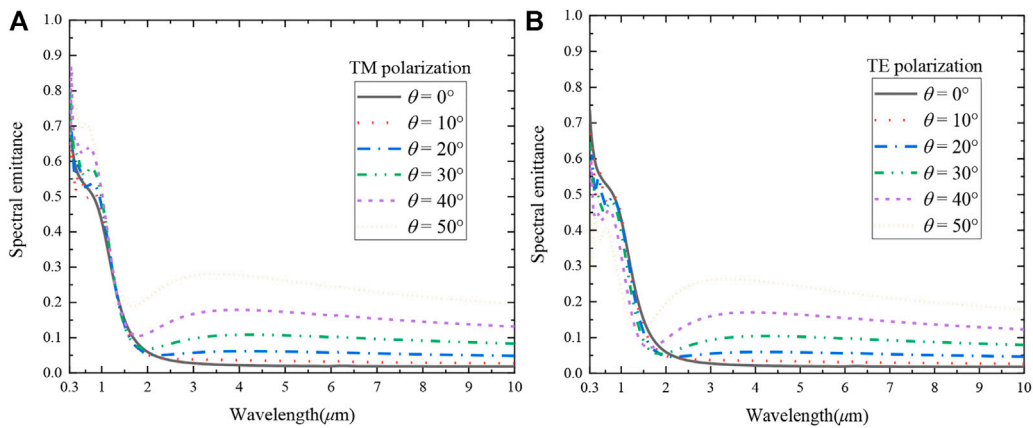 A
Spectral emittance
1.0
0.9
0.8
0.7
0.6
0.5
0.4
0.3
0.2
0.1
0.0
TM polarization
θ = 0°
θ = 10°
θ = 20°
θ = 30°
θ = 40°
θ = 50°
0.3 1 2 3 4 5 6 7 8 9 10
Wavelength(μm)
B
Spectral emittance
1.0
0.9
0.8
0.7
0.6
0.5
0.4
0.3
0.2
0.1
0.0
TE polarization
θ = 0°
θ = 10°
θ = 20°
θ = 30°
θ = 40°
θ = 50°
0.3 1 2 3 4 5 6 7 8 9 10
Wavelength(μm)